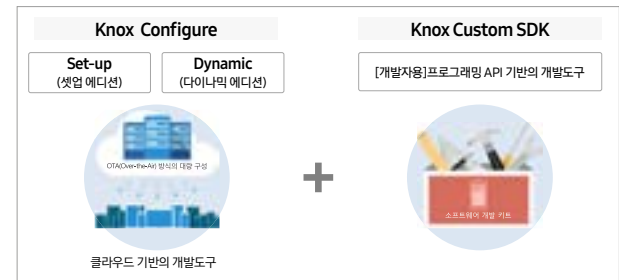 Knox Configure
Set-up
(셋업 에디션)
Dynamic
(다이나믹 에디션)
OTA(Over-the-Air) 방식의 대량 구성
클라우드 기반의 개발도구
+
Knox Custom SDK
[개발자용]프로그래밍 API 기반의 개발도구
소프트웨어 개발 키트